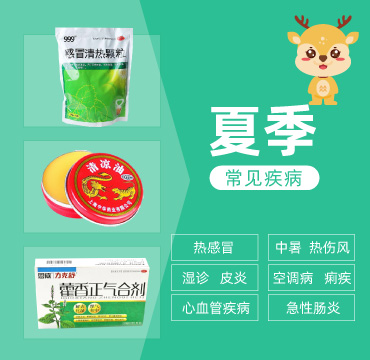 999
感冒清热颗粒
清凉油
藿香正气合剂
夏季
常见疾病
热感冒
中暑 热伤风
湿诊 皮炎
空调病 痢疾
心血管疾病
急性肠炎